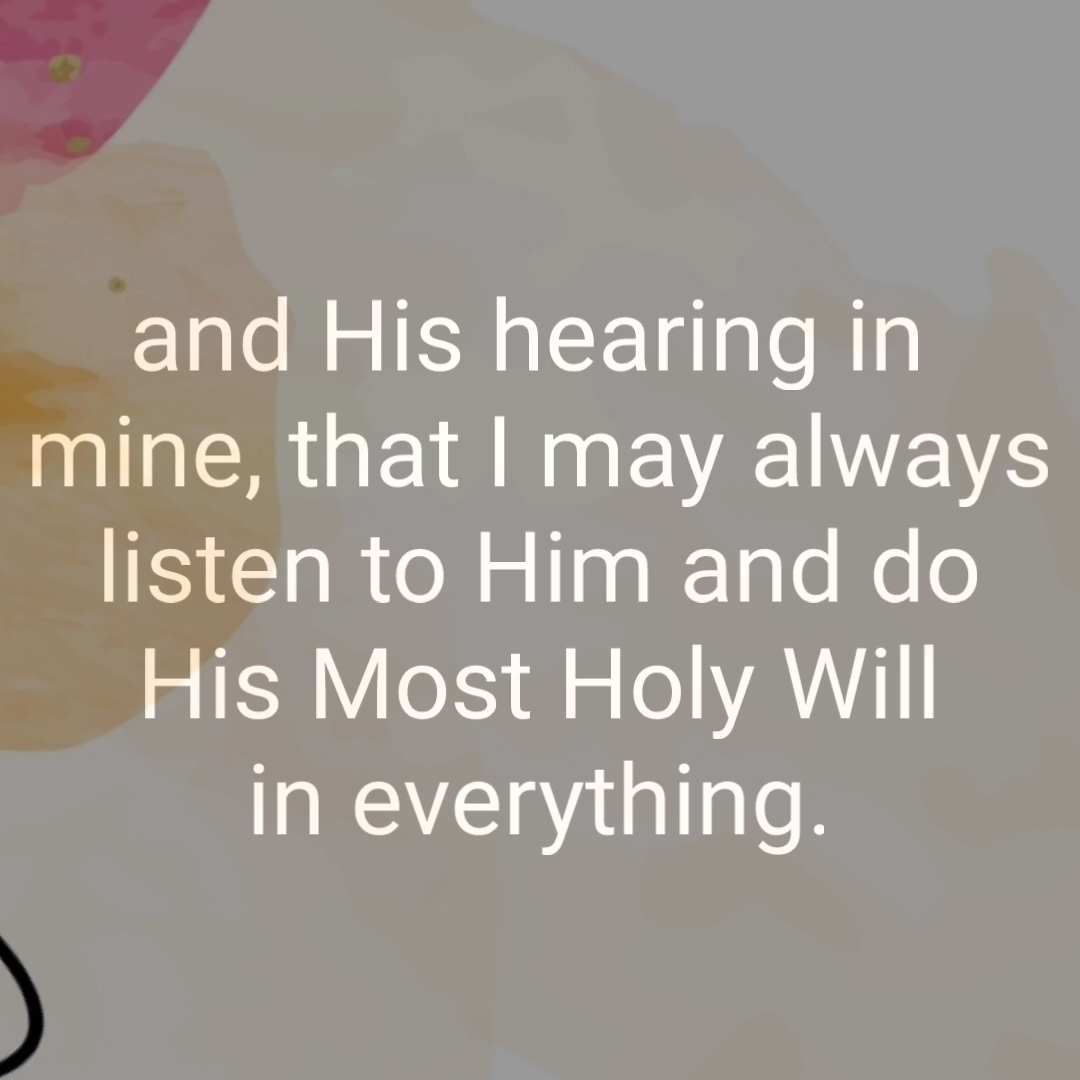 and His hearing in
mine, that I may always
listen to Him and do
His Most Holy Will
in everything.